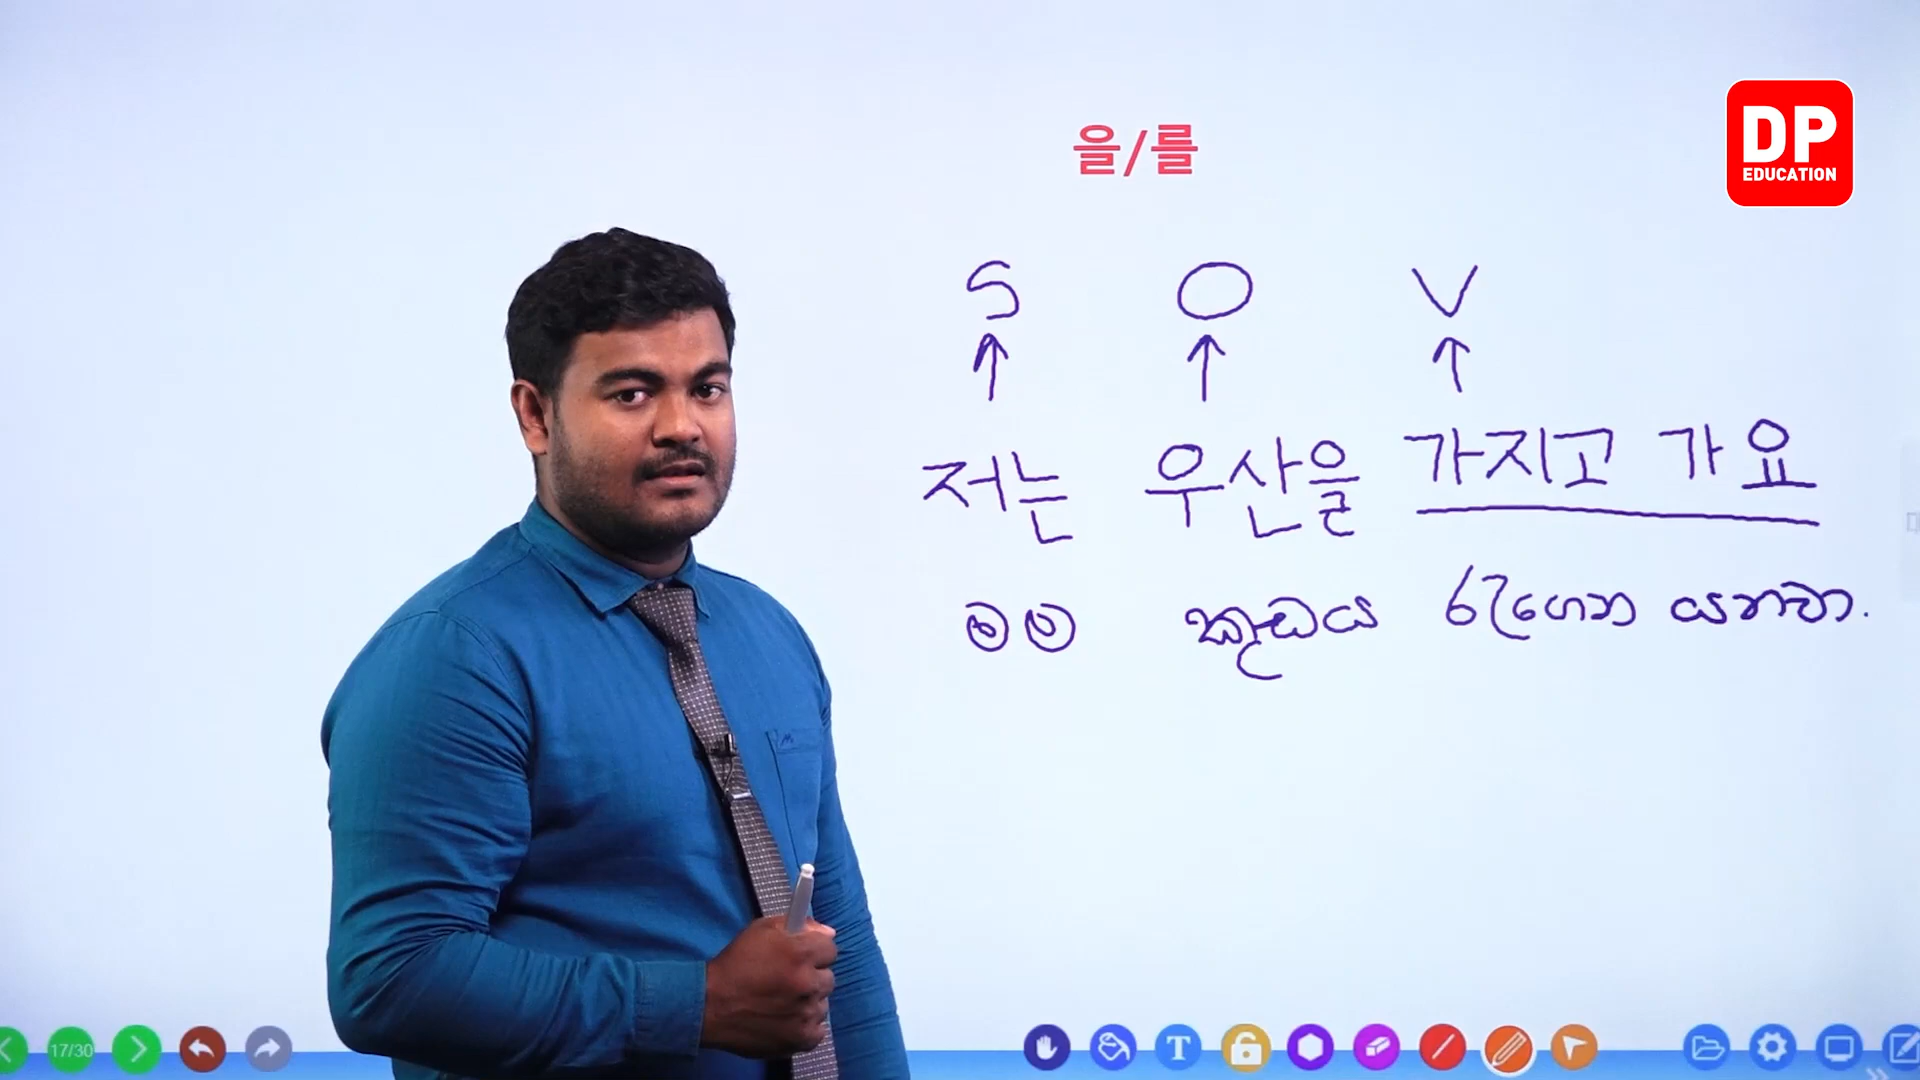 DP
EDUCATION
을/를
S O V
저는 우산을 가지고 가요
මම කුඩය රැගෙන යනවා.
17/30
T